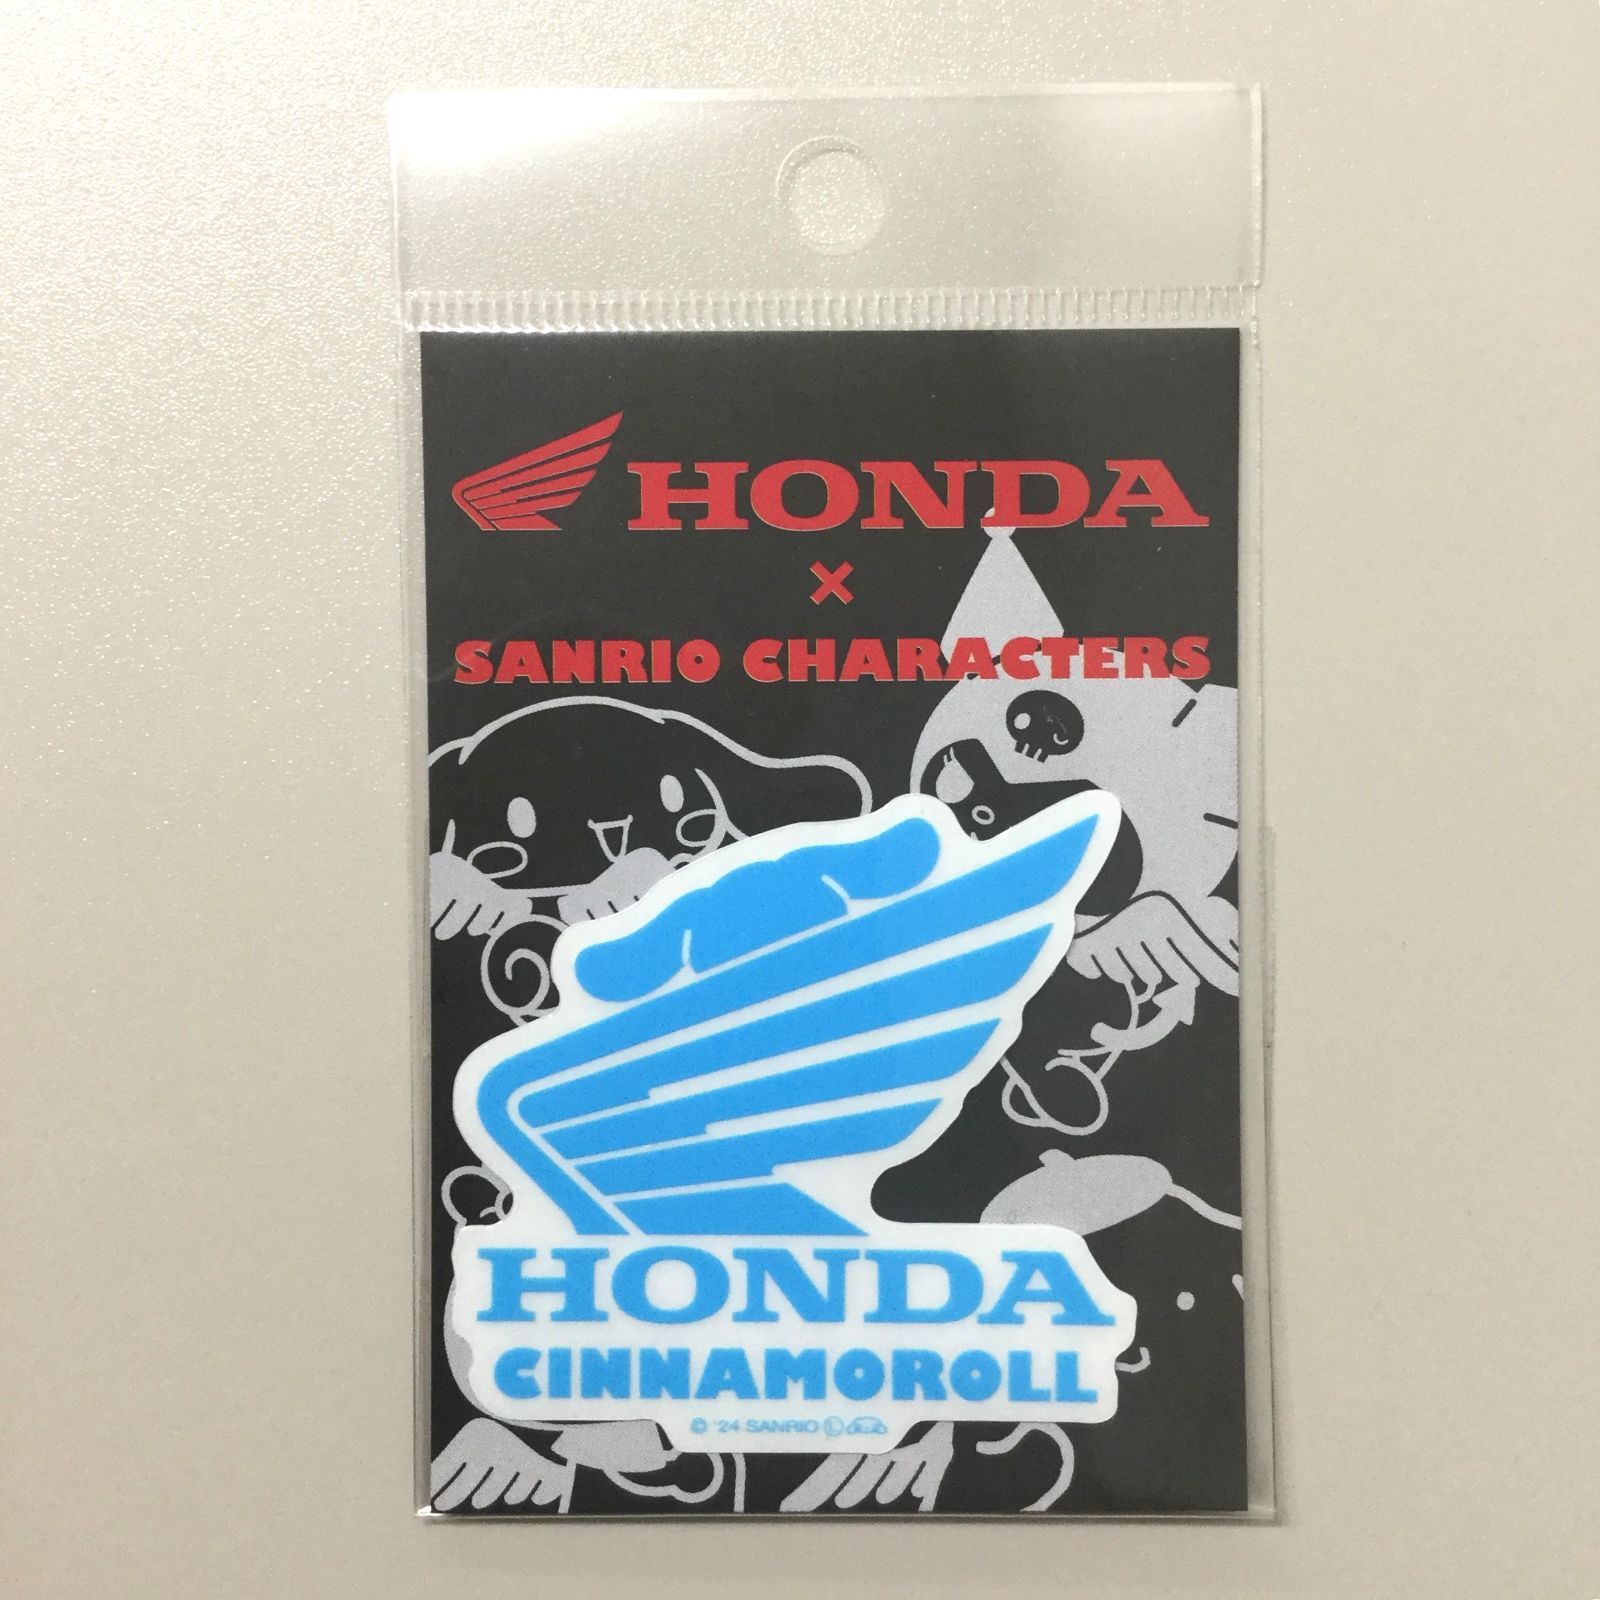 HONDA
×
SANRIO CHARACTERS
HONDA
CINNAMOROLL
© '24 SANRIO Ⓛ